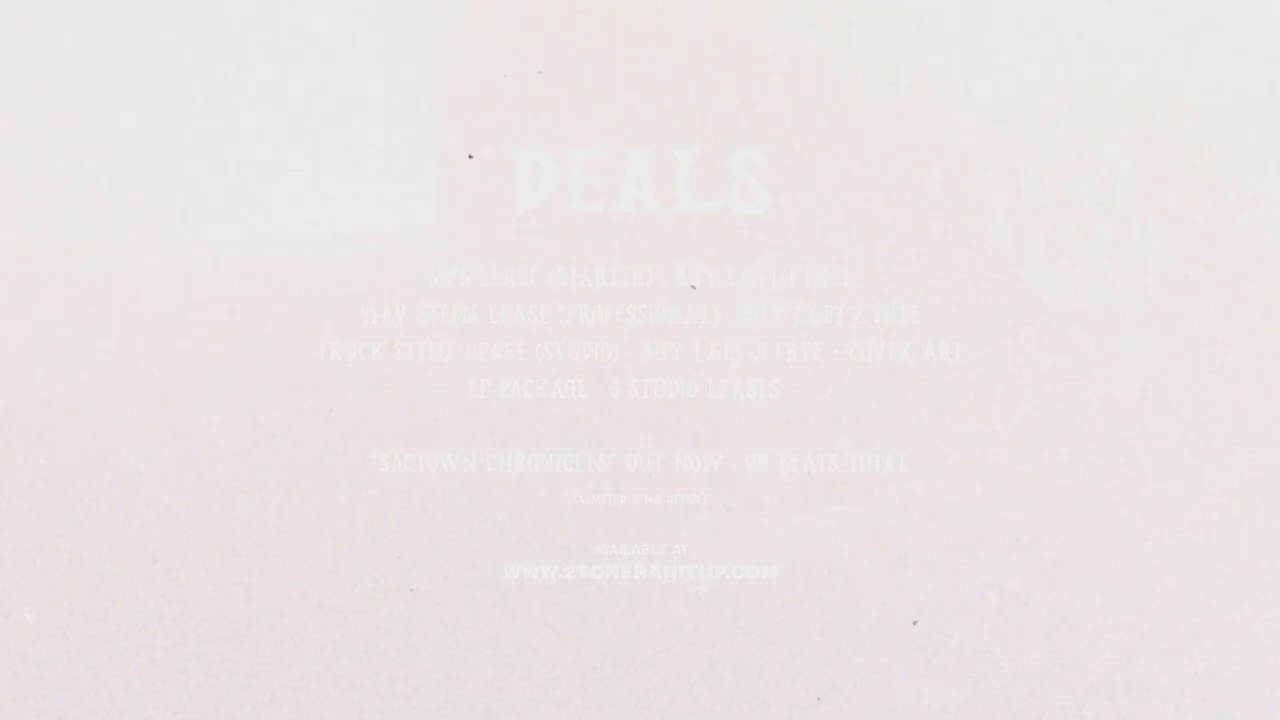 DEALS
MP3 LEASE (STARTER) BUY 1 GET 1 FREE
WAV STEMS LEASE (PROFESSIONAL) BUY 1 GET 2 FREE
TRACK STEMS LEASE (STUDIO) BUY 1 GET 3 FREE + COVER ART
EP PACKAGE 6 STUDIO LEASES
"SACTOWN CHRONICLES" OUT NOW 90 BEATS TOTAL
(LIMITED
AVAILABLE AT
WWW.2TONERANITUP.COM